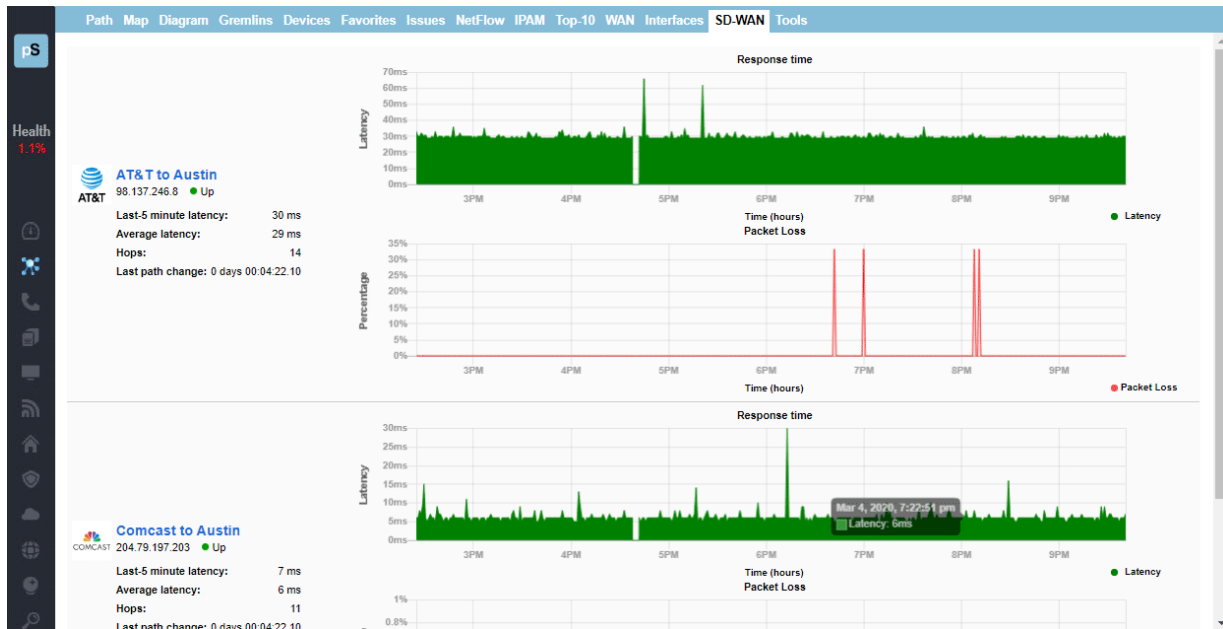 Path Map Diagram Gremlins Devices Favorites Issues NetFlow IPAM Top-10 WAN Interfaces SD-WAN Tools
pS
Health
1.1%
AT&T
AT&T to Austin
98.137.246.8 Up
Last-5 minute latency: 30 ms
Average latency: 29 ms
Hops: 14
Last path change: 0 days 00:04:22.10
Response time
Latency
70ms
60ms
50ms
40ms
30ms
20ms
10ms
0ms
3PM 4PM 5PM 6PM 7PM 8PM 9PM
Time (hours)
Latency
Packet Loss
Percentage
35%
30%
25%
20%
15%
10%
5%
0%
3PM 4PM 5PM 6PM 7PM 8PM 9PM
Time (hours)
Packet Loss
COMCAST
Comcast to Austin
204.79.197.203 Up
Last-5 minute latency: 7 ms
Average latency: 6 ms
Hops: 11
Last path change: 0 days 00:04:22.10
Response time
Latency
30ms
25ms
20ms
15ms
10ms
5ms
0ms
Mar 4, 2020, 7:22:51 pm
Latency: 6ms
3PM 4PM 5PM 6PM 7PM 8PM 9PM
Time (hours)
Latency
Packet Loss
1%
0.8%